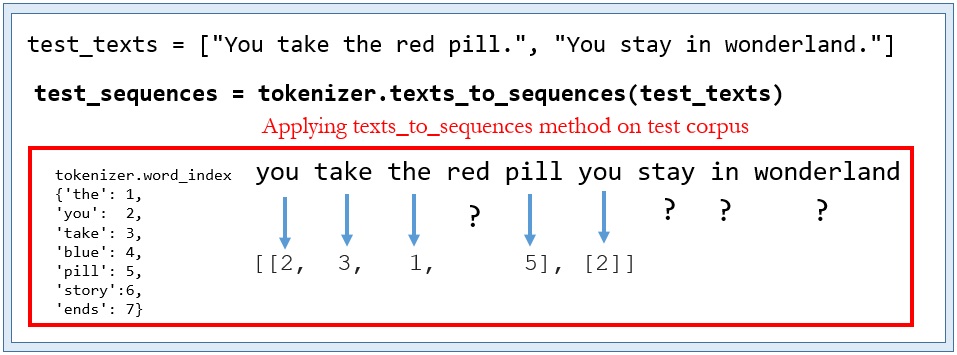 test_texts = ["You take the red pill.", "You stay in wonderland."]
test_sequences = tokenizer.texts_to_sequences(test_texts)
Applying texts_to_sequences method on test corpus
tokenizer.word_index
{'the': 1,
'you': 2,
'take': 3,
'blue': 4,
'pill': 5,
'story':6,
'ends': 7}
you take the red pill you stay in wonderland
? ? ? ?
[[2, 3, 1, 5], [2]]